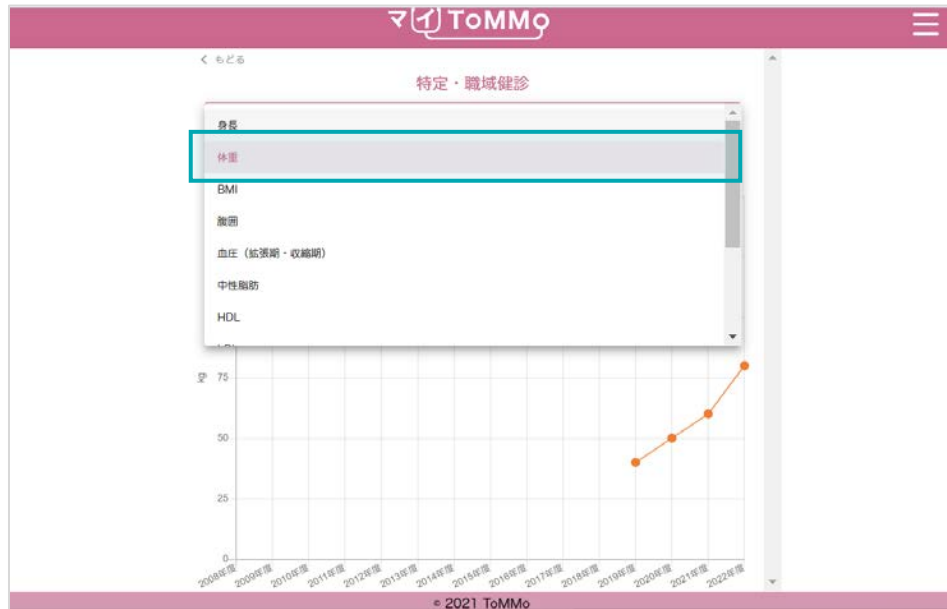 マイToMMo
< もどる
特定・職域健診
身長
体重
BMI
腹囲
血圧（拡張期・収縮期）
中性脂肪
HDL
kg
75
50
25
0
2008年度 2009年度 2010年度 2011年度 2012年度 2013年度 2014年度 2015年度 2016年度 2017年度 2018年度 2019年度 2020年度 2021年度 2022年度
© 2021 ToMMo